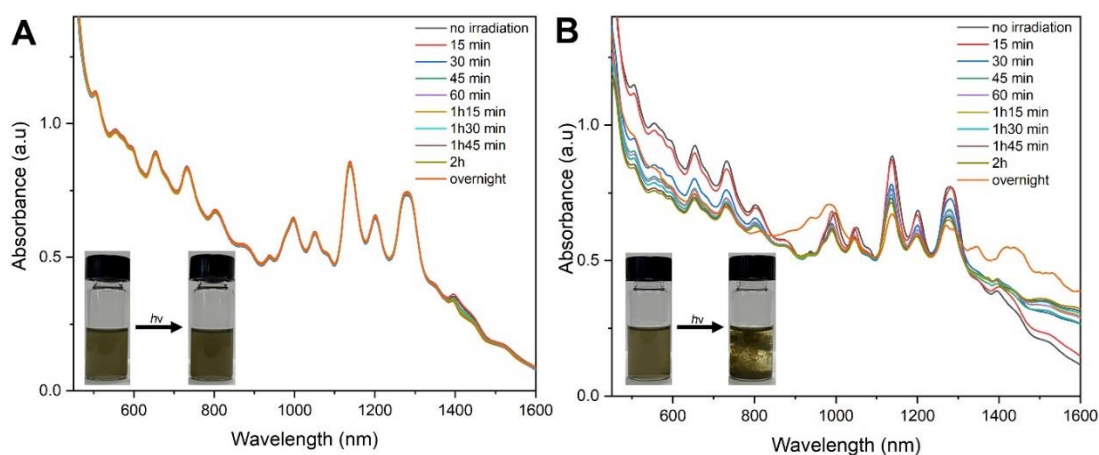 A
no irradiation
15 min
30 min
45 min
60 min
1h15 min
1h30 min
1h45 min
2h
overnight
Absorbance (a.u)
1.0
0.5
0.0
hv
600
800
1000
1200
1400
1600
Wavelength (nm)
B
no irradiation
15 min
30 min
45 min
60 min
1h15 min
1h30 min
1h45 min
2h
overnight
Absorbance (a.u)
1.0
0.5
0.0
hv
600
800
1000
1200
1400
1600
Wavelength (nm)